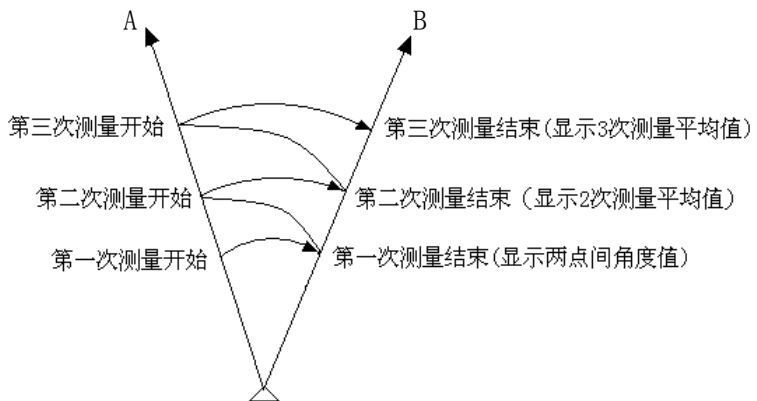 A
B
第三次测量开始
第三次测量结束(显示3次测量平均值)
第二次测量开始
第二次测量结束（显示2次测量平均值)
第一次测量开始
第一次测量结束(显示两点间角度值)